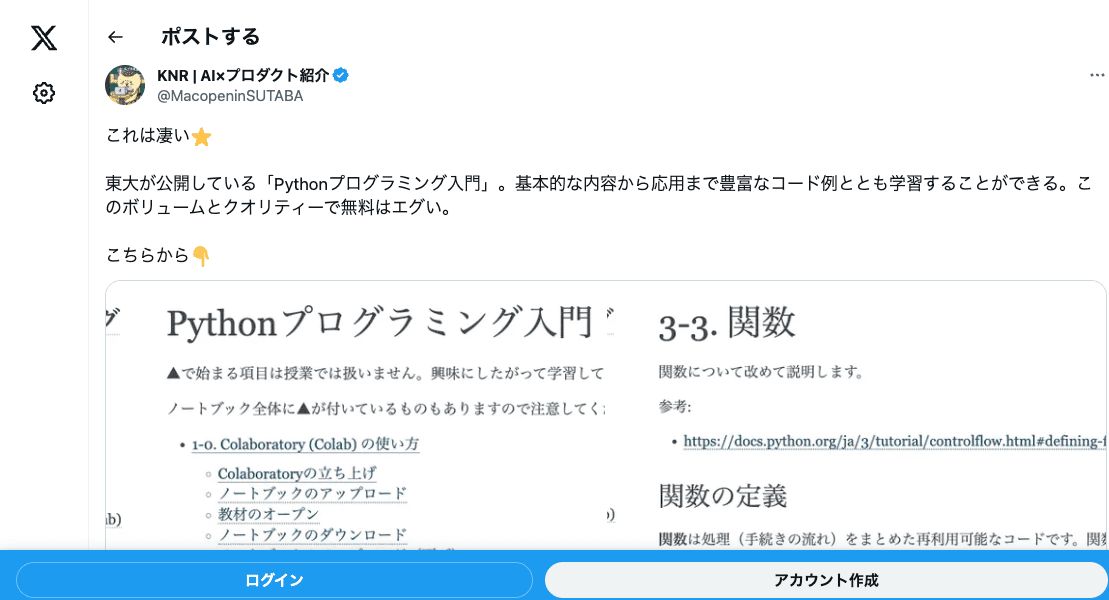 ポストする
KNR | AI×プロダクト紹介
@MacopeninSUTABA
これは凄い⭐
東大が公開している「Pythonプログラミング入門」。基本的な内容から応用まで豊富なコード例ととも学習することができる。こ
のボリュームとクオリティーで無料はエグい。
こちらから👇
Pythonプログラミング入門
▲で始まる項目は授業では扱いません。興味にしたがって学習して
ノートブック全体に▲が付いているものもありますので注意してく
• 1-0. Colaboratory (Colab) の使い方
◦ Colaboratoryの立ち上げ
◦ ノートブックのアップロード
◦ 教材のオープン
◦ ノートブックのダウンロード
3-3. 関数
関数について改めて説明します。
参考:
• https://docs.python.org/ja/3/tutorial/controlflow.html#defining-f
関数の定義
関数は処理（手続きの流れ）をまとめた再利用可能なコードです。関数
ログイン
アカウント作成